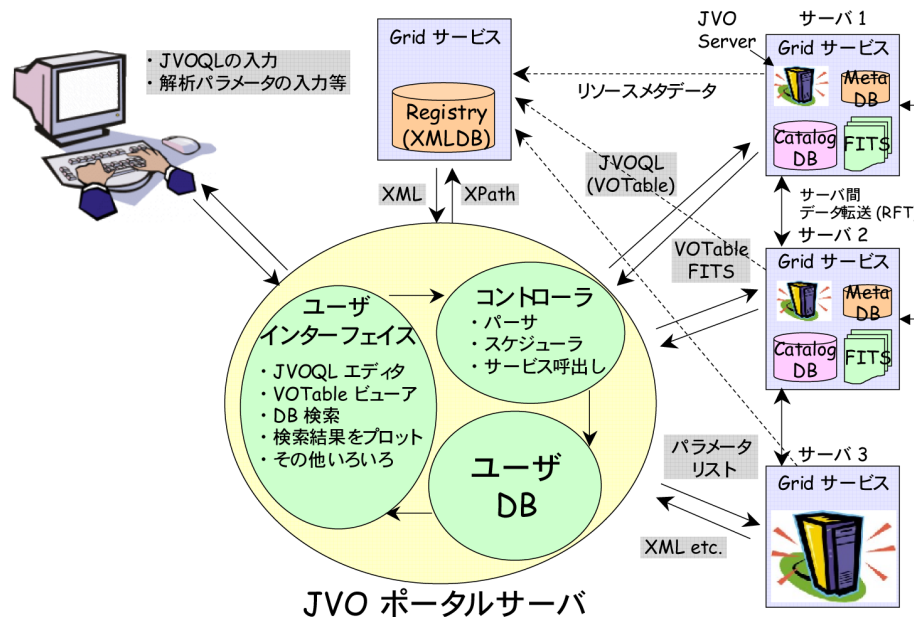 ・JVOQLの入力
・解析パラメータの入力等
Grid サービス
Registry
(XMLDB)
XML
XPath
JVO
Server
サーバ 1
Grid サービス
Meta
DB
Catalog
DB
FITS
リソースメタデータ
JVOQL
(VOTable)
サーバ間
データ転送 (RFT
サーバ 2
Grid サービス
Meta
DB
Catalog
DB
FITS
VOTable
FITS
ユーザ
インターフェイス
・JVOQL エディタ
・VOTable ビューア
・DB 検索
・検索結果をプロット
・その他いろいろ
コントローラ
・パーサ
・スケジューラ
・サービス呼出し
ユーザ
DB
パラメータ
リスト
XML etc.
サーバ 3
Grid サービス
JVO ポータルサーバ